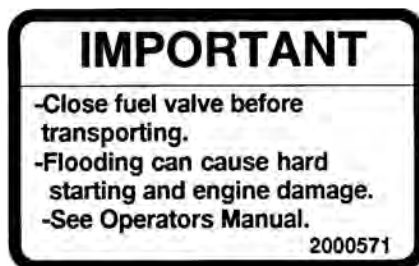 IMPORTANT
-Close fuel valve before
transporting.
-Flooding can cause hard
starting and engine damage.
-See Operators Manual.
2000571